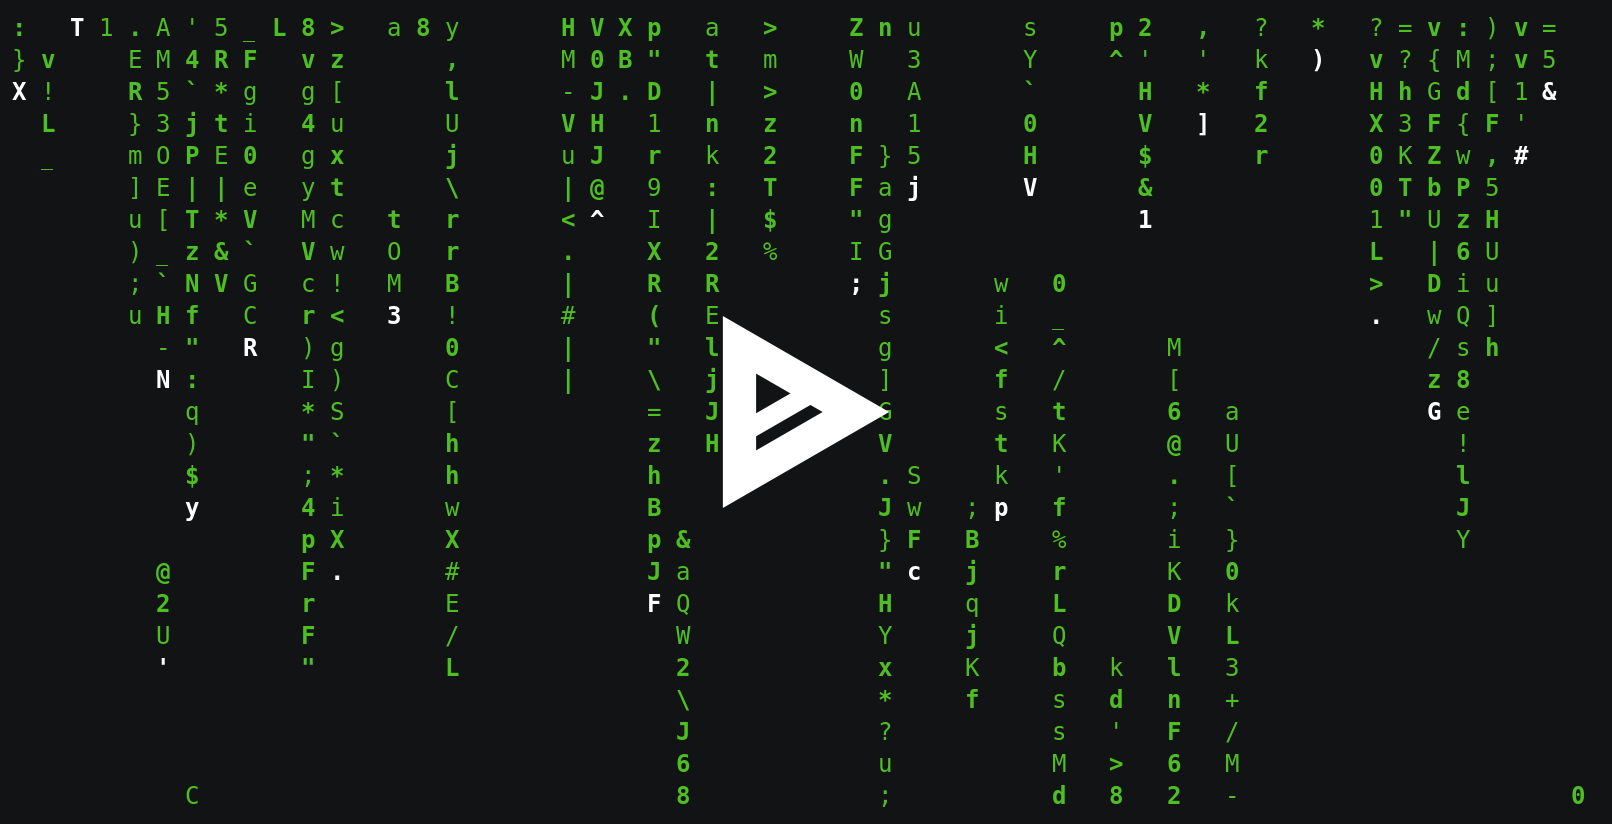 : T 1 . A ' 5 _ L 8 > a 8 y H V X p a > Z n u s p 2 , ? * ? = v : ) v =
} v E M 4 R F v z , M 0 B " t m W 3 Y ^ ' ' k ) v ? { M ; v 5
X ! R 5 ` * g g [ l - J . D | > 0 A ` H * f H h G d [ 1 &
L } 3 j t i 4 u U V H 1 n z n 1 0 V ] 2 X 3 F { F '
_ m O P E 0 g x j u J r k 2 F } 5 H $ r 0 K Z w , #
] E | | e y t \ | @ 9 : T F a j V & 0 T b P 5
u [ T * V M c t r < ^ I | $ " g 1 1 " U z H
) _ z & ` V w O r . X 2 % I G L | 6 U
; ` N V G c ! M B | R R ; j w 0 > D i u
u H f C r < 3 ! # ( E s i _ . w Q ]
- " R ) g 0 | " l g < ^ M / s h
N : I ) C | \ j ] f / [ z 8
q * S [ = J G s t 6 a G e
) " ` h z H V t K @ U !
$ ; * h h . S k ' . [ l
y 4 i w B J w ; p f ; ` J
p X X p & } F B % i } Y
@ F . # J a " c j r K 0
2 r E F Q H q L D k
U F / W Y j Q V L
' " L 2 x K b k l 3
\ * f s d n +
J ? s ' F /
6 u M > 6 M
C 8 ; d 8 2 - 0